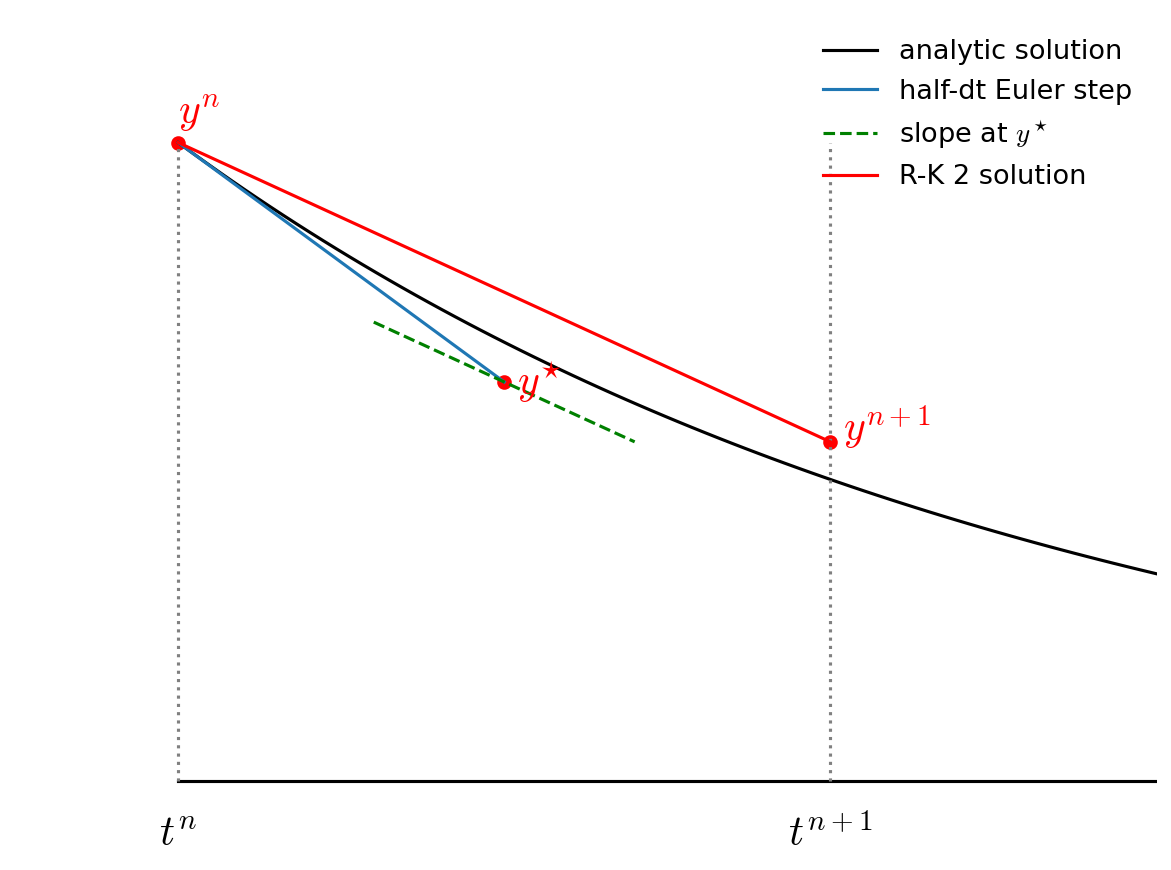 analytic solution
half-dt Euler step
slope at y⋆
R-K 2 solution
yⁿ
y⋆
yⁿ⁺¹
tⁿ
tⁿ⁺¹